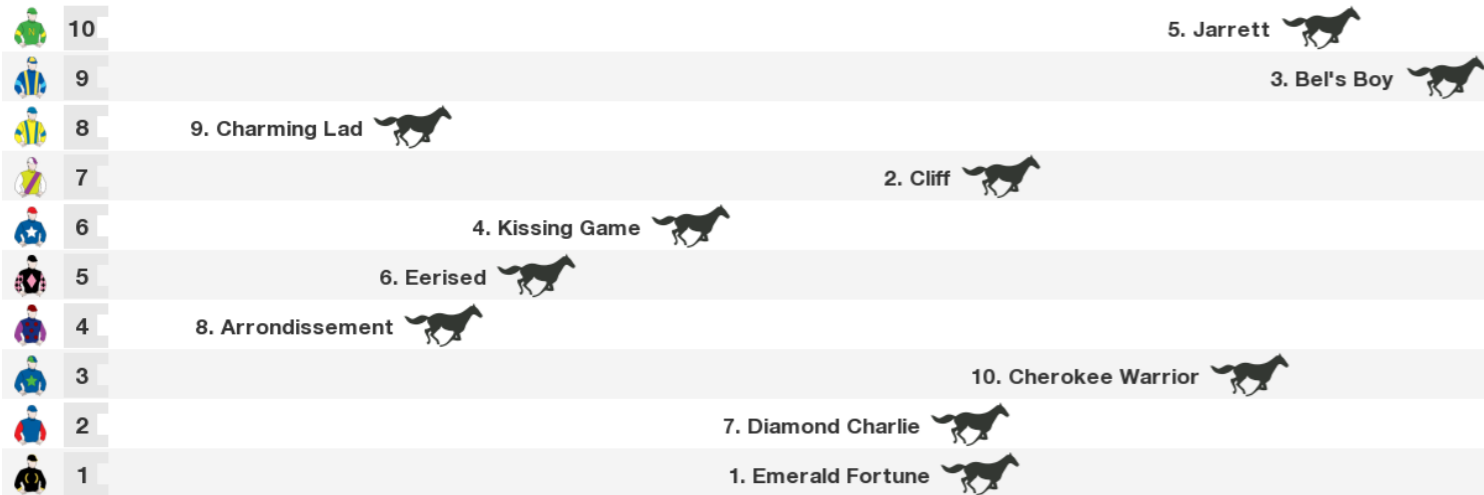 10 5. Jarrett
9 3. Bel's Boy
8 9. Charming Lad
7 2. Cliff
6 4. Kissing Game
5 6. Eerised
4 8. Arrondissement
3 10. Cherokee Warrior
2 7. Diamond Charlie
1 1. Emerald Fortune